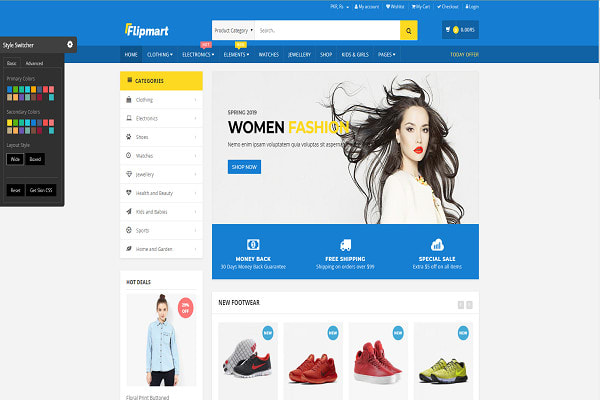 PKR, Rs
My account
Wishlist
My Cart
Checkout
Login
Flipmart
Product Category
Search..
0
0.00RS
HOME
CLOTHING
ELECTRONICS
HOT
ELEMENTS
WATCHES
JEWELLERY
SHOP
KIDS & GIRLS
PAGES
TODAY OFFER
Style Switcher
Basic
Advanced
Primary Colors
Secondary Colors
Layout Style
Wide
Boxed
Reset
Get Skin CSS
CATEGORIES
Clothing
Electronics
Shoes
Watches
Jewellery
Health and Beauty
Kids and Babies
Sports
Home and Garden
SPRING 2019
WOMEN FASHION
Nemo enim ipsam voluptatem quia voluptas sit aspernatur
SHOP NOW
MONEY BACK
30 Days Money Back Guarantee
FREE SHIPPING
Shipping on orders over $99
SPECIAL SALE
Extra $5 off on all items
HOT DEALS
OFF
Floral Print Buttoned
NEW FOOTWEAR
NEW
NEW
NEW
NEW